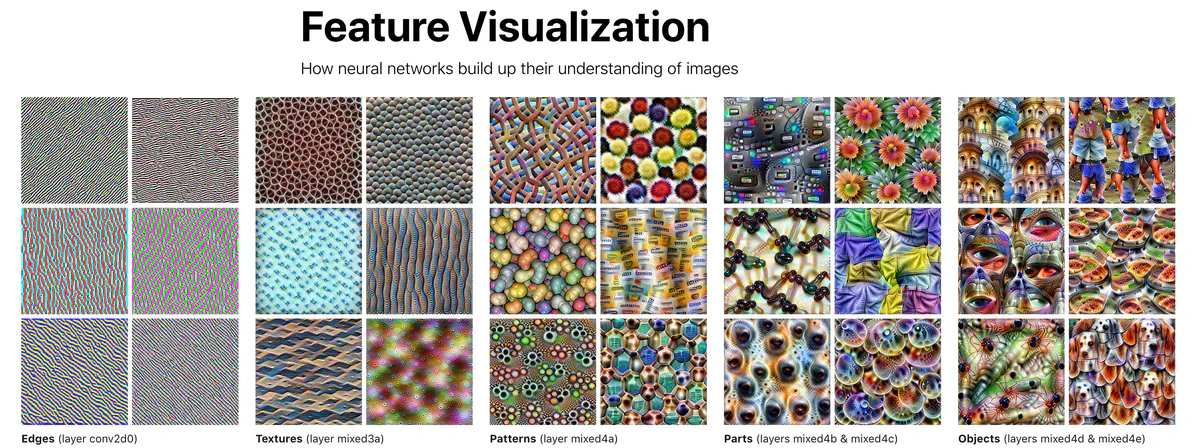 Feature Visualization
How neural networks build up their understanding of images
Edges (layer conv2d0)
Textures (layer mixed3a)
Patterns (layer mixed4a)
Parts (layers mixed4b & mixed4c)
Objects (layers mixed4d & mixed4e)